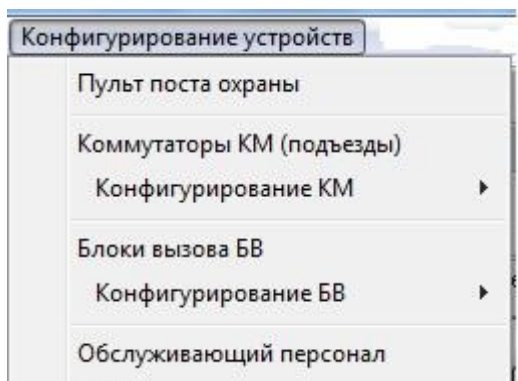 Конфигурирование устройств
Пульт поста охраны
Коммутаторы КМ (подъезды)
Конфигурирование КМ
Блоки вызова БВ
Конфигурирование БВ
Обслуживающий персонал